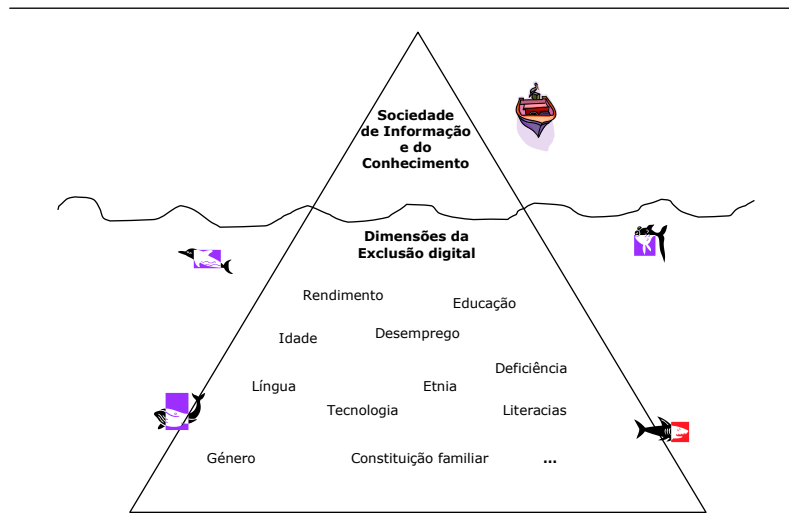 Sociedade
de Informação
e do
Conhecimento
Dimensões da
Exclusão digital
Rendimento
Educação
Idade
Desemprego
Deficiência
Língua
Etnia
Tecnologia
Literacias
Género
Constituição familiar
...